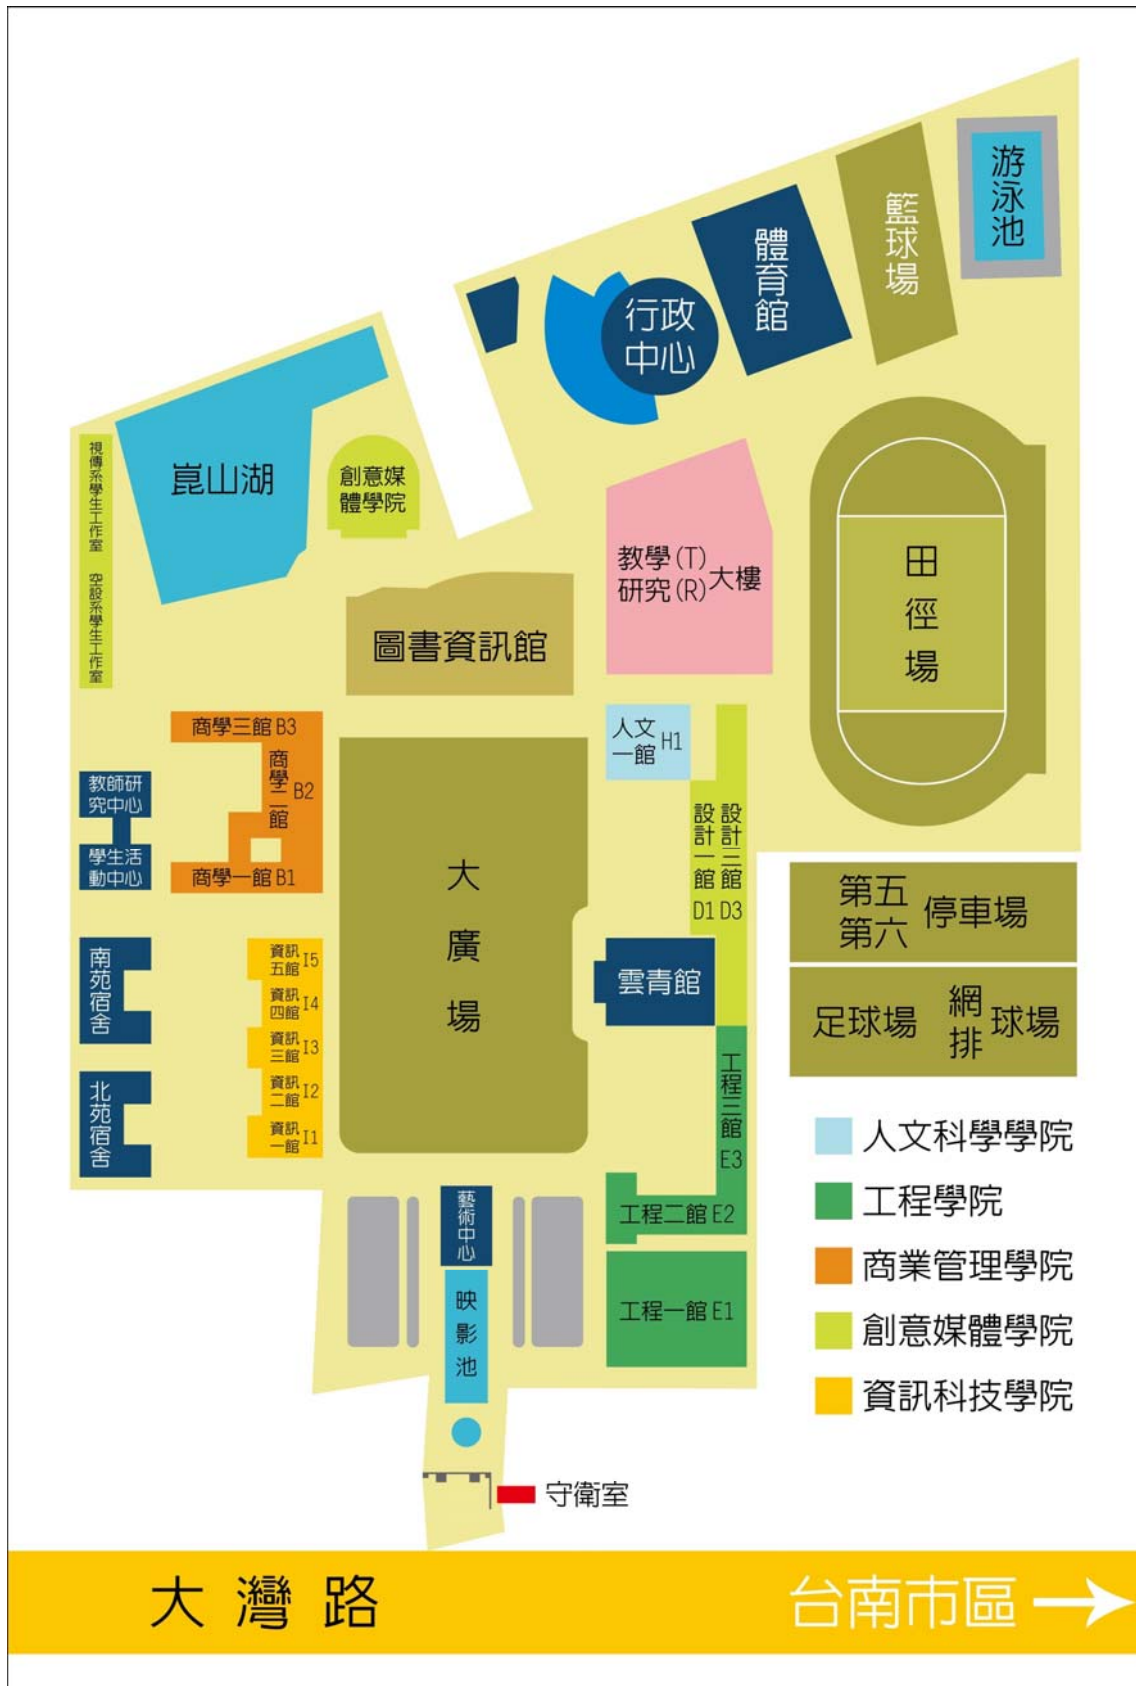 游泳池
籃球場
體育館
行政
中心
崑山湖
創意媒
體學院
視傳系學生工作室
空設系學生工作室
教學(T)
研究(R)
大樓
田徑場
圖書資訊館
商學三館 B3
商學二館 B2
商學一館 B1
人文
一館
H1
教師研
究中心
學生活
動中心
設計一館 D1
設計三館 D3
大廣場
第五
第六
停車場
南苑宿舍
資訊
五館
I5
資訊
四館
I4
資訊
三館
I3
資訊
二館
I2
資訊
一館
I1
雲青館
足球場
網
排
球場
北苑宿舍
工程三館 E3
人文科學學院
工程學院
商業管理學院
創意媒體學院
資訊科技學院
藝術中心
工程二館 E2
映影池
工程一館 E1
守衛室
大灣路
台南市區